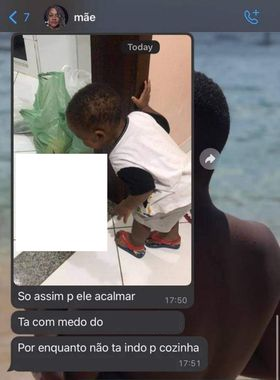 7
mãe
Today
So assim p ele acalmar
17:50
Ta com medo do
Por enquanto não ta indo p cozinha
17:51